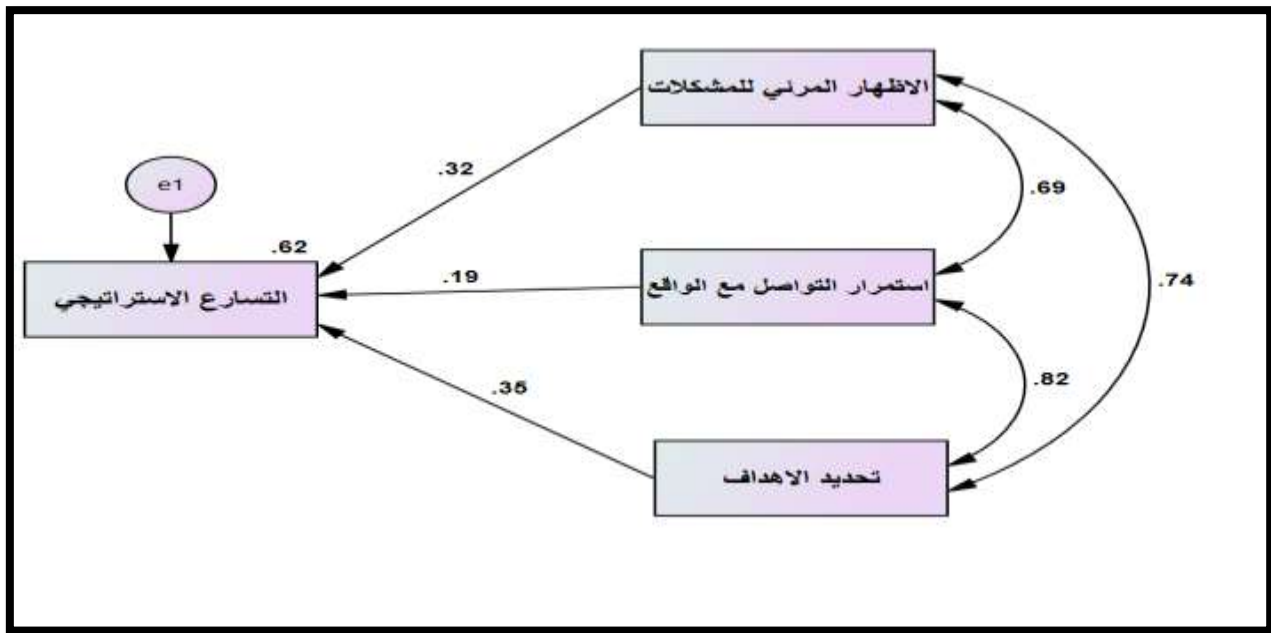 الاظهار المرئي للمشكلات
.32
.69
e1
.62
استمرار التواصل مع الواقع
.19
.74
التسارع الاستراتيجي
.82
.35
تحديد الاهداف